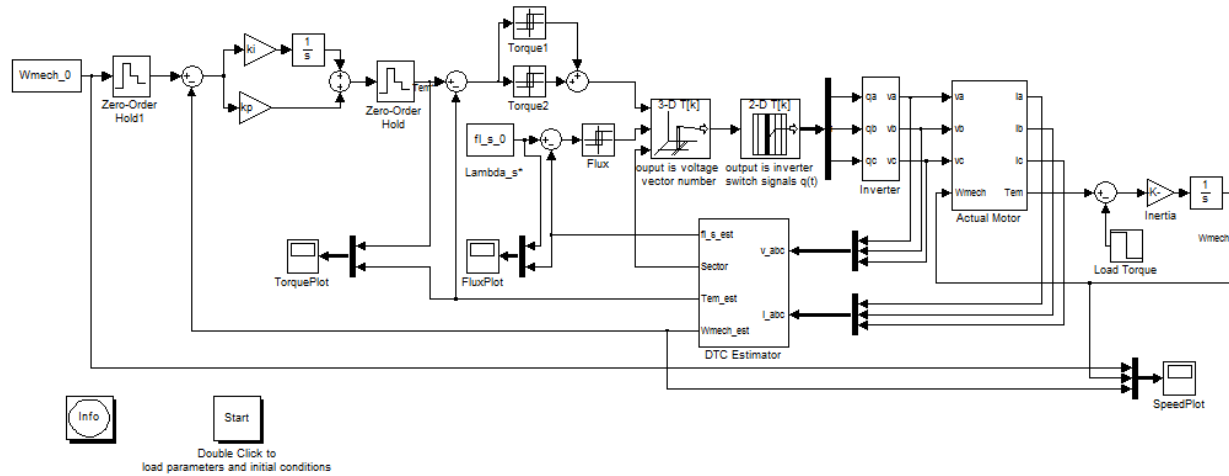 Wmech_0
Zero-Order
Hold1
ki
1
s
kp
Zero-Order
Hold
Tem
Torque1
Torque2
fl_s_0
Lambda_s*
Flux
3-D T[k]
ouput is voltage
vector number
2-D T[k]
output is inverter
switch signals q(t)
qa
qb
qc
va
vb
vc
Inverter
va
vb
vc
Wmech
Ia
Ib
Ic
Tem
Actual Motor
Load Torque
-K-
Inertia
1
s
Wmech
TorquePlot
FluxPlot
fl_s_est
Sector
Tem_est
Wmech_est
v_abc
I_abc
DTC Estimator
SpeedPlot
Info
Start
Double Click to
load parameters and initial conditions